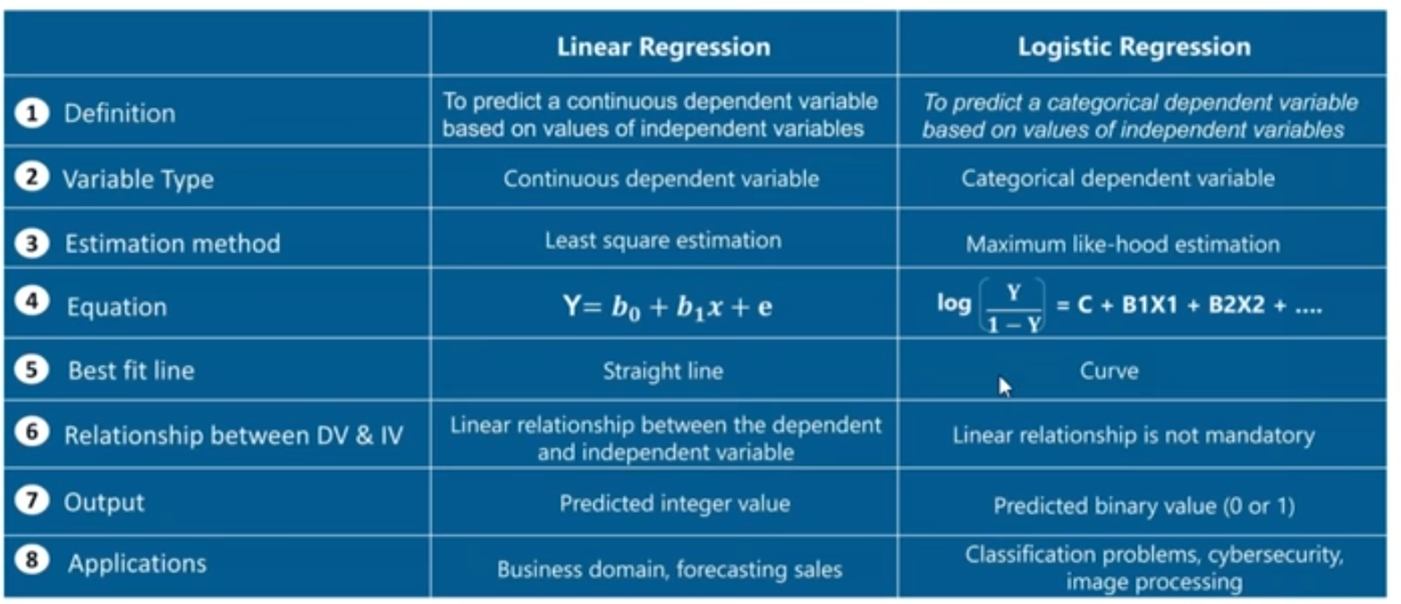 Linear Regression
Logistic Regression
1 Definition
To predict a continuous dependent variable
based on values of independent variables
To predict a categorical dependent variable
based on values of independent variables
2 Variable Type
Continuous dependent variable
Categorical dependent variable
3 Estimation method
Least square estimation
Maximum like-hood estimation
4 Equation
Y= b₀ + b₁x + e
log (Y / 1 − Y) = C + B1X1 + B2X2 + ....
5 Best fit line
Straight line
Curve
6 Relationship between DV & IV
Linear relationship between the dependent
and independent variable
Linear relationship is not mandatory
7 Output
Predicted integer value
Predicted binary value (0 or 1)
8 Applications
Business domain, forecasting sales
Classification problems, cybersecurity,
image processing